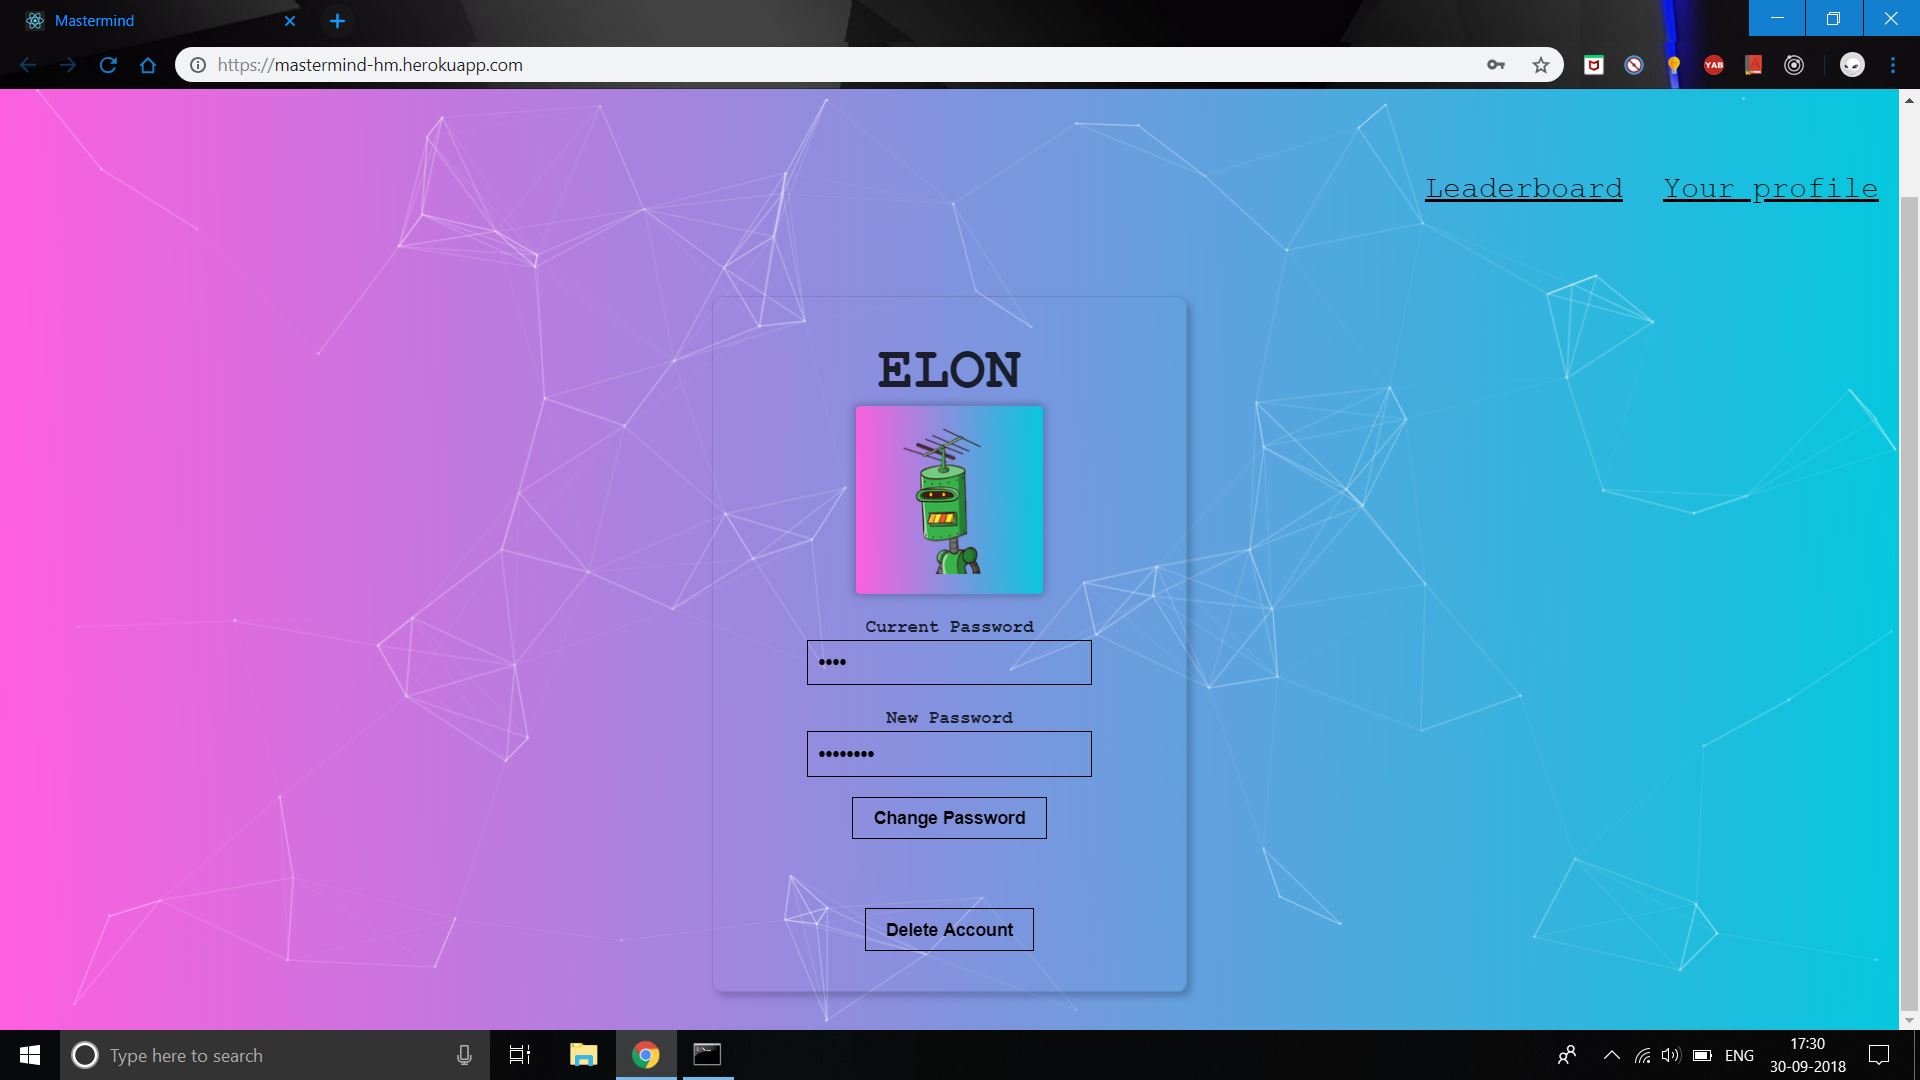 Mastermind
https://mastermind-hm.herokuapp.com
YAB
Leaderboard Your profile
ELON
Current Password
••••
New Password
••••••••
Change Password
Delete Account
Type here to search
ENG
17:30
30-09-2018